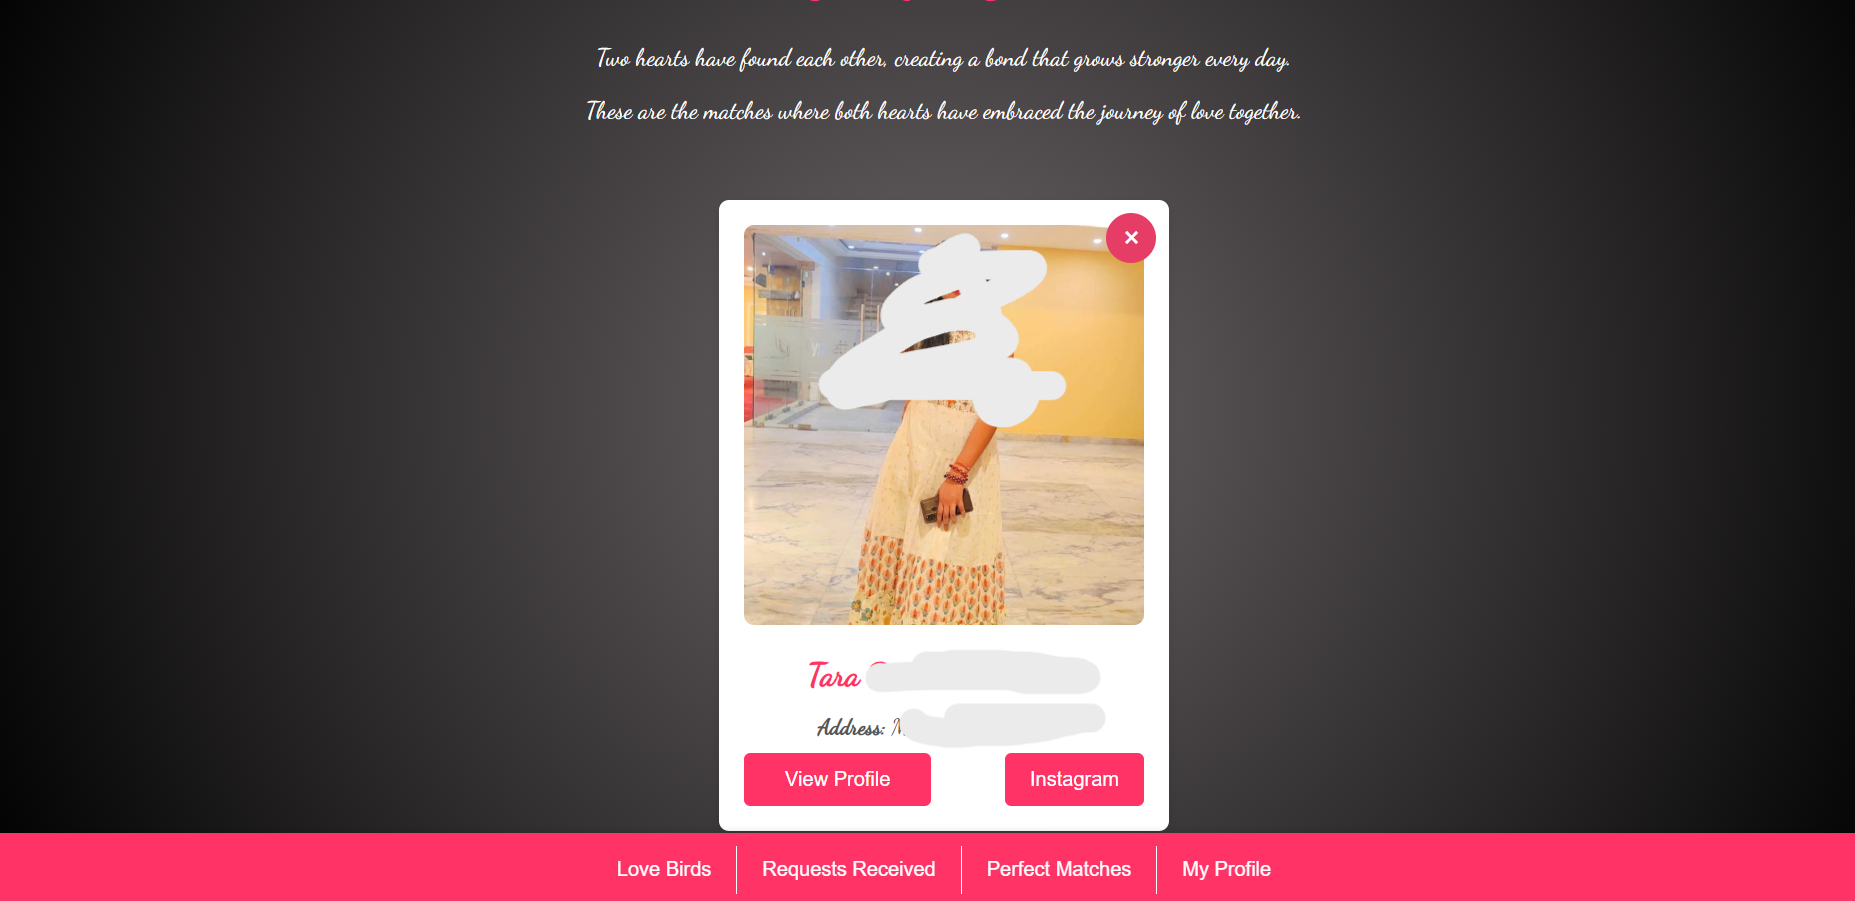 Two hearts have found each other, creating a bond that grows stronger every day.
These are the matches where both hearts have embraced the journey of love together.
×
Tara
Address:
View Profile
Instagram
Love Birds
Requests Received
Perfect Matches
My Profile